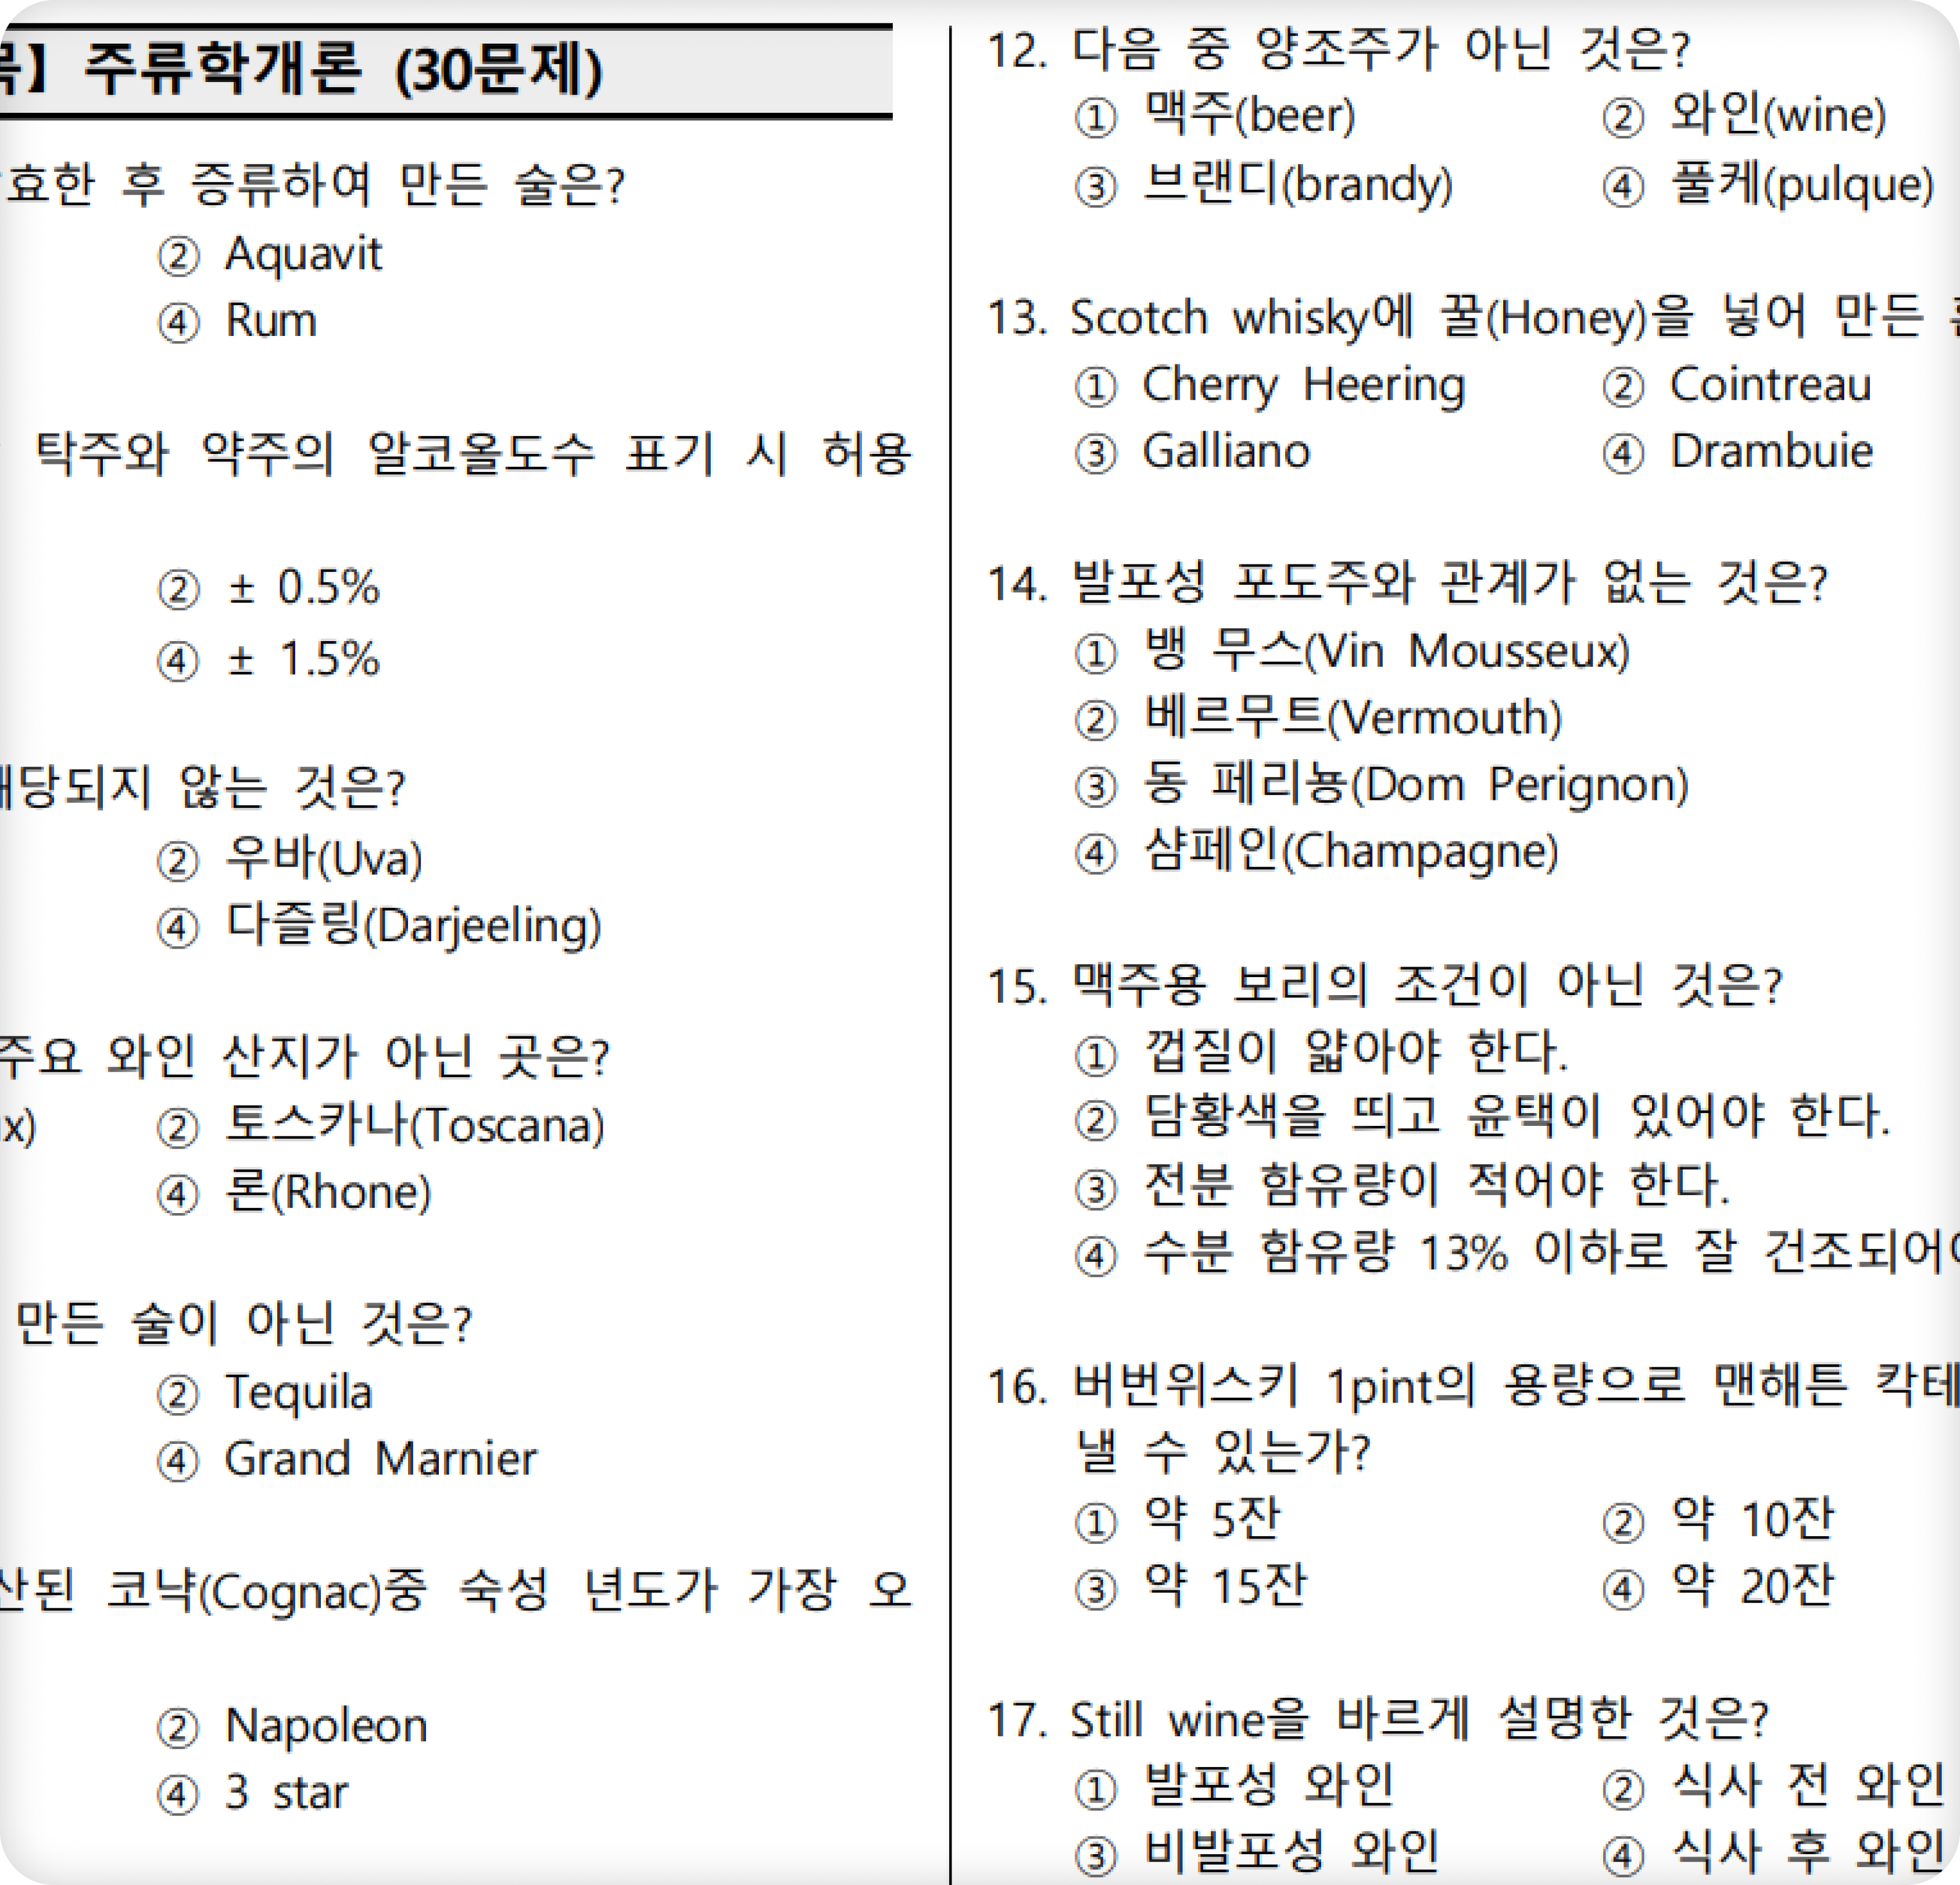 】 주류학개론 (30문제)
효한 후 증류하여 만든 술은?
② Aquavit
④ Rum
탁주와 약주의 알코올도수 표기 시 허용
② ± 0.5%
④ ± 1.5%
해당되지 않는 것은?
② 우바(Uva)
④ 다즐링(Darjeeling)
주요 와인 산지가 아닌 곳은?
x) ② 토스카나(Toscana)
④ 론(Rhone)
만든 술이 아닌 것은?
② Tequila
④ Grand Marnier
산된 코냑(Cognac)중 숙성 년도가 가장 오
② Napoleon
④ 3 star
12. 다음 중 양조주가 아닌 것은?
① 맥주(beer) ② 와인(wine)
③ 브랜디(brandy) ④ 풀케(pulque)
13. Scotch whisky에 꿀(Honey)을 넣어 만든
① Cherry Heering ② Cointreau
③ Galliano ④ Drambuie
14. 발포성 포도주와 관계가 없는 것은?
① 뱅 무스(Vin Mousseux)
② 베르무트(Vermouth)
③ 동 페리뇽(Dom Perignon)
④ 샴페인(Champagne)
15. 맥주용 보리의 조건이 아닌 것은?
① 껍질이 얇아야 한다.
② 담황색을 띄고 윤택이 있어야 한다.
③ 전분 함유량이 적어야 한다.
④ 수분 함유량 13% 이하로 잘 건조되어야
16. 버번위스키 1pint의 용량으로 맨해튼 칵테
낼 수 있는가?
① 약 5잔 ② 약 10잔
③ 약 15잔 ④ 약 20잔
17. Still wine을 바르게 설명한 것은?
① 발포성 와인 ② 식사 전 와인
③ 비발포성 와인 ④ 식사 후 와인